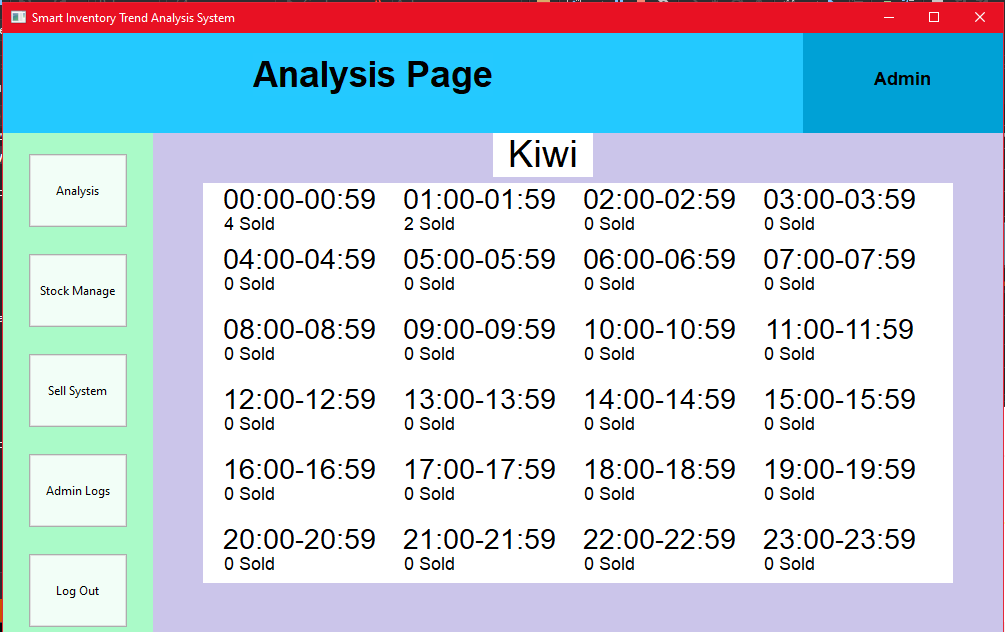 Smart Inventory Trend Analysis System
Analysis Page
Admin
Analysis
Stock Manage
Sell System
Admin Logs
Log Out
Kiwi
00:00-00:59 01:00-01:59 02:00-02:59 03:00-03:59
4 Sold 2 Sold 0 Sold 0 Sold
04:00-04:59 05:00-05:59 06:00-06:59 07:00-07:59
0 Sold 0 Sold 0 Sold 0 Sold
08:00-08:59 09:00-09:59 10:00-10:59 11:00-11:59
0 Sold 0 Sold 0 Sold 0 Sold
12:00-12:59 13:00-13:59 14:00-14:59 15:00-15:59
0 Sold 0 Sold 0 Sold 0 Sold
16:00-16:59 17:00-17:59 18:00-18:59 19:00-19:59
0 Sold 0 Sold 0 Sold 0 Sold
20:00-20:59 21:00-21:59 22:00-22:59 23:00-23:59
0 Sold 0 Sold 0 Sold 0 Sold